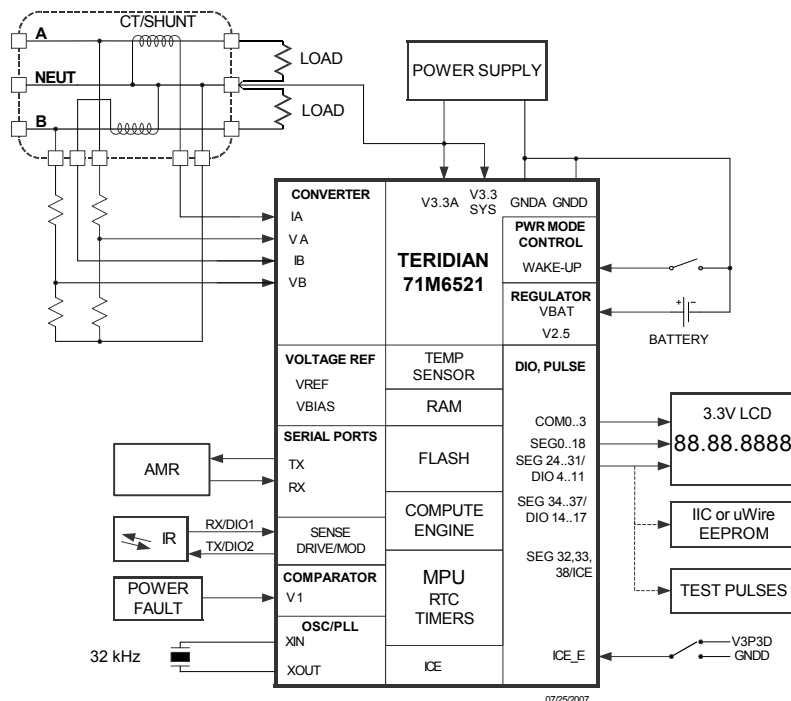 CT/SHUNT
A
NEUT
B
LOAD
LOAD
POWER SUPPLY
CONVERTER
IA
VA
IB
VB
V3.3A
V3.3
SYS
GNDA GNDD
TERIDIAN
71M6521
PWR MODE
CONTROL
WAKE-UP
REGULATOR
VBAT
V2.5
+ −
BATTERY
VOLTAGE REF
VREF
VBIAS
TEMP
SENSOR
RAM
DIO, PULSE
COM0..3
SEG0..18
SEG 24..31/
DIO 4..11
SEG 34..37/
DIO 14..17
SEG 32,33,
38/ICE
ICE_E
3.3V LCD
88.88.8888
IIC or uWire
EEPROM
TEST PULSES
V3P3D
GNDD
SERIAL PORTS
TX
RX
AMR
FLASH
IR
RX/DIO1
TX/DIO2
SENSE
DRIVE/MOD
COMPUTE
ENGINE
POWER
FAULT
COMPARATOR
V1
MPU
RTC
TIMERS
OSC/PLL
XIN
XOUT
32 kHz
ICE
07/25/2007